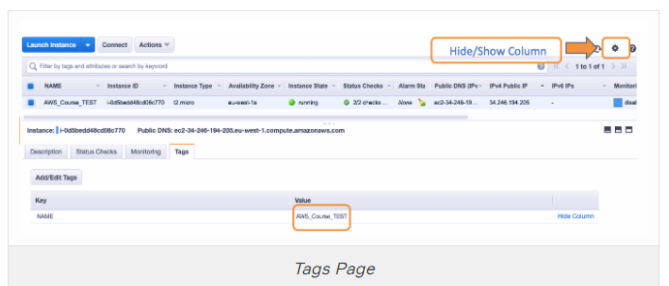 Launch Instance Connect Actions
Hide/Show Column
Filter by tags and attributes or search by keyword
1 to 1 of 1
NAME Instance ID Instance Type Availability Zone Instance State Status Checks Alarm Sta Public DNS (IPv- IPv4 Public IP IPv6 IPs Monitori
AWS_Course_TEST t2.micro eu-west-1a running 2/2 checks ... None ec2-34-246-19... 34.246.194.205 - disal
Instance: i-0d5bedd48cd08c770 Public DNS: ec2-34-246-194-205.eu-west-1.compute.amazonaws.com
Description Status Checks Monitoring Tags
Add/Edit Tags
Key Value
NAME AWS_Course_TEST Hide Column
Tags Page